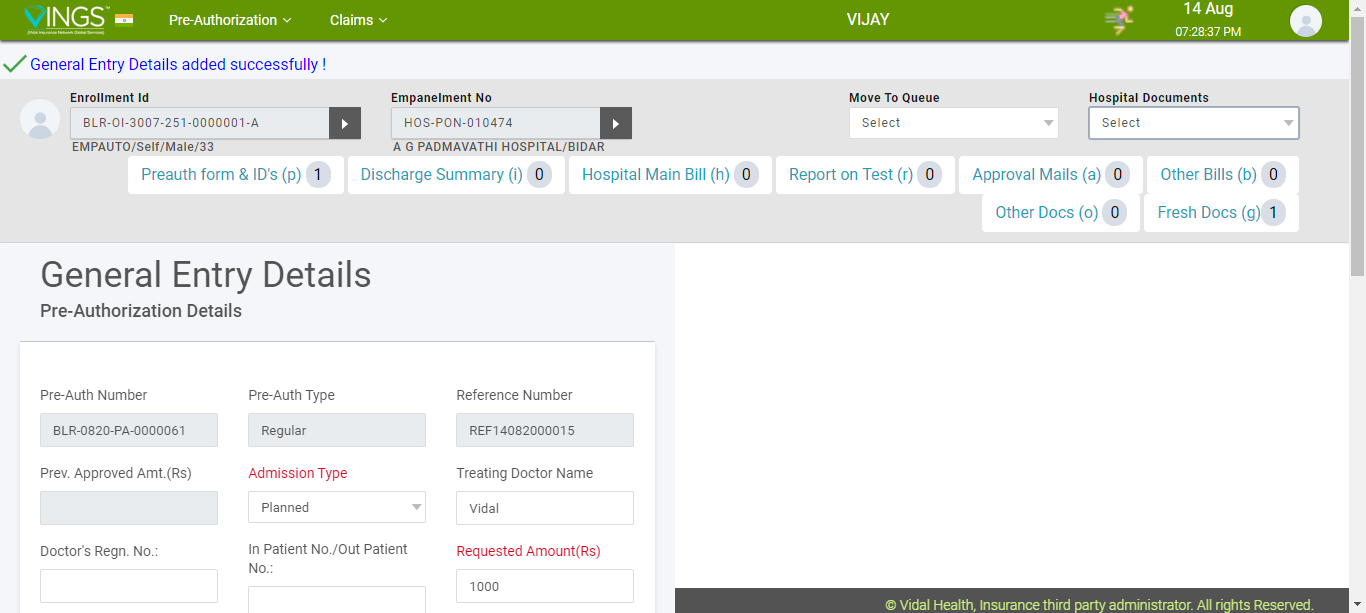 VINGS™
(Vidal Insurance Network Global Services)
Pre-Authorization
Claims
VIJAY
14 Aug
07:28:37 PM
General Entry Details added successfully !
Enrollment Id
BLR-OI-3007-251-0000001-A
EMPAUTO/Self/Male/33
Empanelment No
HOS-PON-010474
A G PADMAVATHI HOSPITAL/BIDAR
Move To Queue
Select
Hospital Documents
Select
Preauth form & ID's (p) 1
Discharge Summary (i) 0
Hospital Main Bill (h) 0
Report on Test (r) 0
Approval Mails (a) 0
Other Bills (b) 0
Other Docs (o) 0
Fresh Docs (g) 1
General Entry Details
Pre-Authorization Details
Pre-Auth Number
BLR-0820-PA-0000061
Pre-Auth Type
Regular
Reference Number
REF14082000015
Prev. Approved Amt.(Rs)
Admission Type
Planned
Treating Doctor Name
Vidal
Doctor's Regn. No.:
In Patient No./Out Patient
No.:
Requested Amount(Rs)
1000
© Vidal Health, Insurance third party administrator. All rights Reserved.